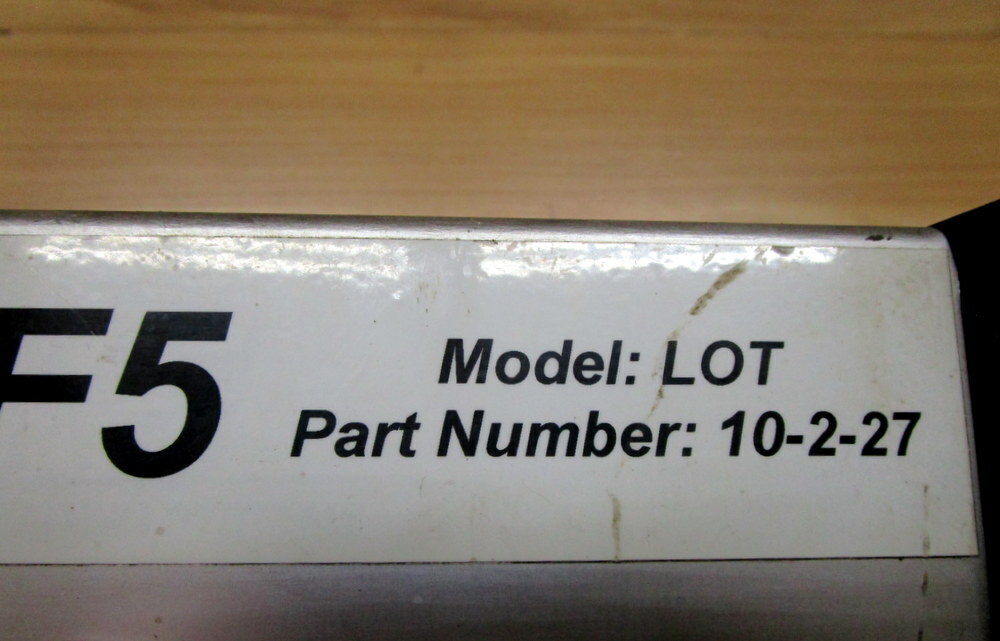 F5
Model: LOT
Part Number: 10-2-27